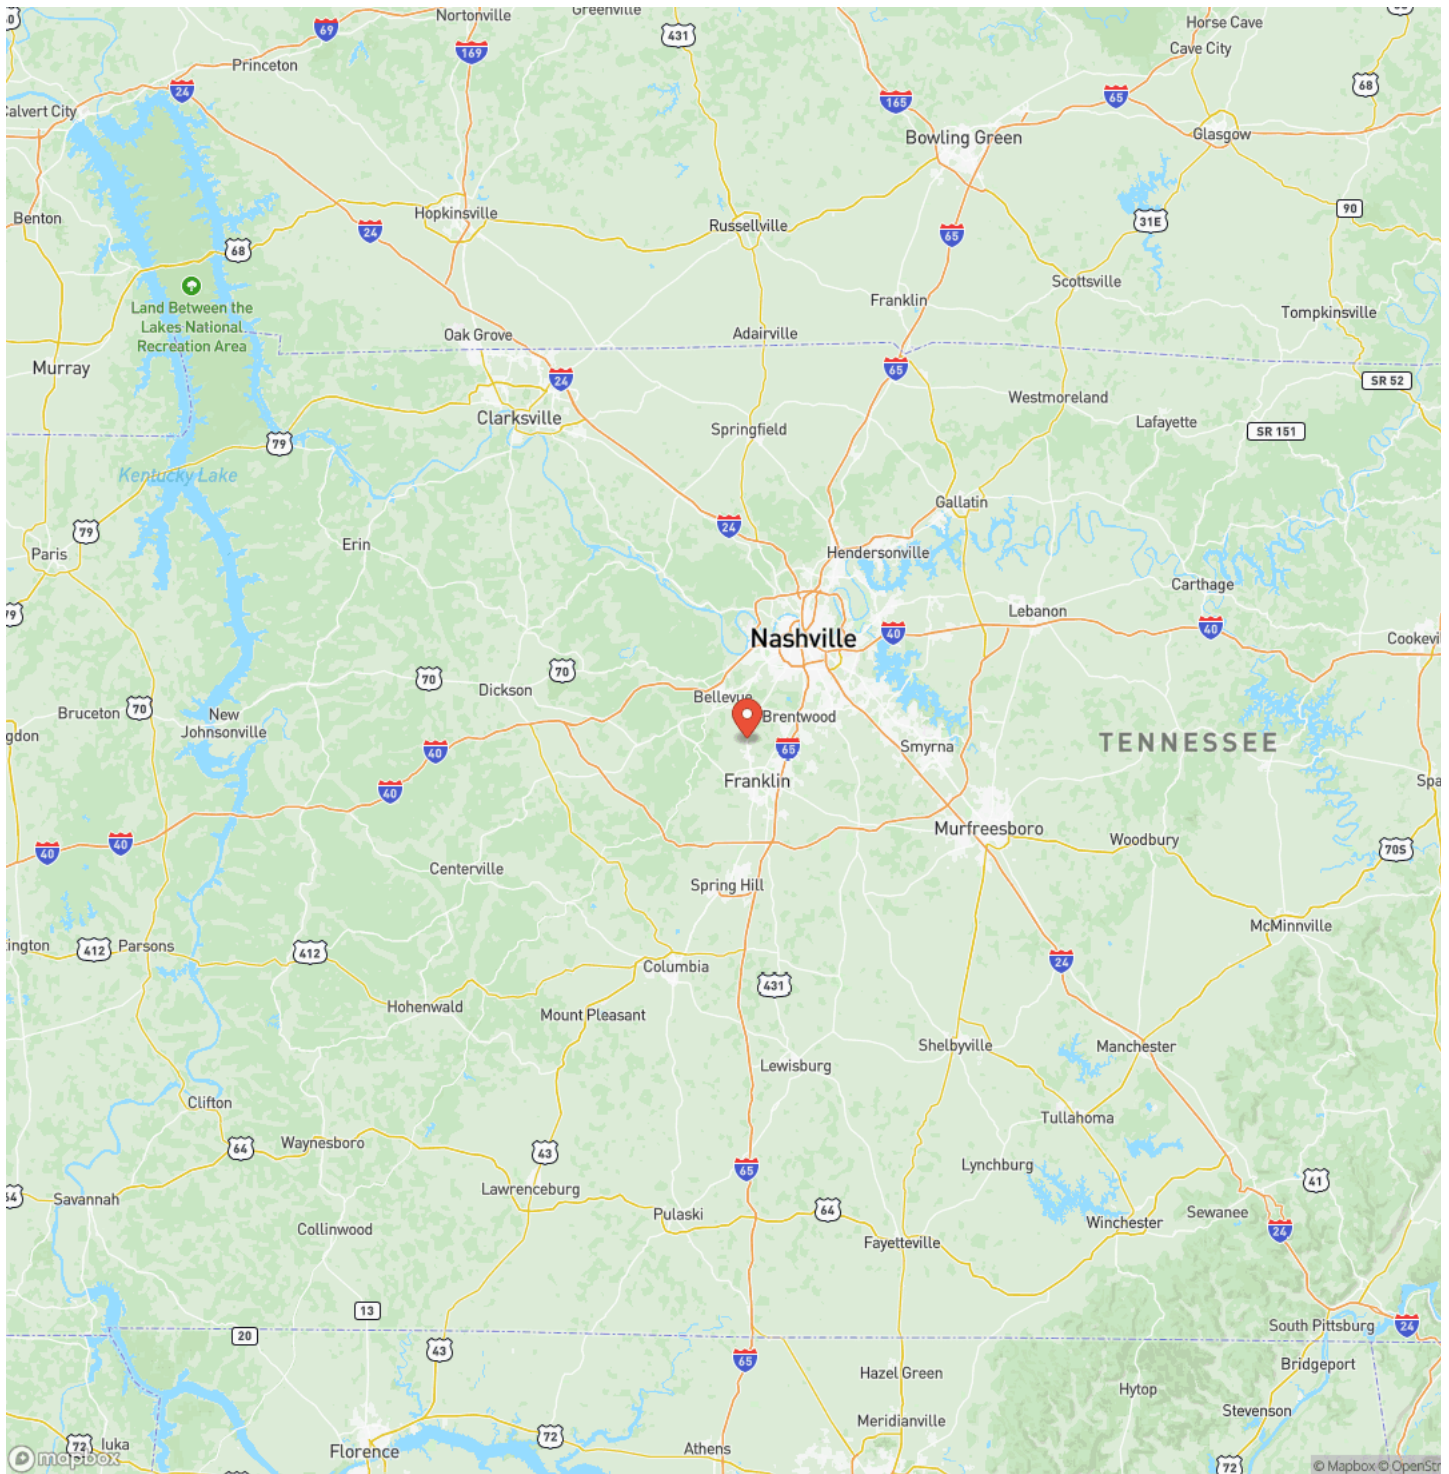 Nortonville
Greenville
Horse Cave
69
431
Cave City
169
Princeton
24
68
165
65
Calvert City
Bowling Green
Glasgow
Benton
Hopkinsville
90
31E
Russellville
24
65
68
Scottsville
Land Between the
Lakes National
Recreation Area
Franklin
Tompkinsville
Oak Grove
Adairville
Murray
65
24
SR 52
Westmoreland
Clarksville
Lafayette
Springfield
SR 151
79
Kentucky Lake
Gallatin
24
79
Erin
Paris
Hendersonville
Carthage
79
Lebanon
40
40
Nashville
Cookevi
70
70
Dickson
Bellevue
70
Bruceton
New
Johnsonville
Brentwood
gdon
TENNESSEE
40
65
Smyrna
Franklin
Spa
40
Murfreesboro
40
40
Woodbury
70S
Centerville
Spring Hill
McMinnville
ington
412
Parsons
412
24
Columbia
431
Hohenwald
Mount Pleasant
Shelbyville
Manchester
Lewisburg
Clifton
Tullahoma
64
Waynesboro
43
Lynchburg
65
41
64
Savannah
Lawrenceburg
64
Pulaski
Sewanee
Winchester
Collinwood
24
Fayetteville
13
20
South Pittsburg
24
43
65
Bridgeport
Hazel Green
Hytop
Stevenson
Meridianville
72
Iuka
Florence
72
Athens
mapbox
72
© Mapbox © OpenStr